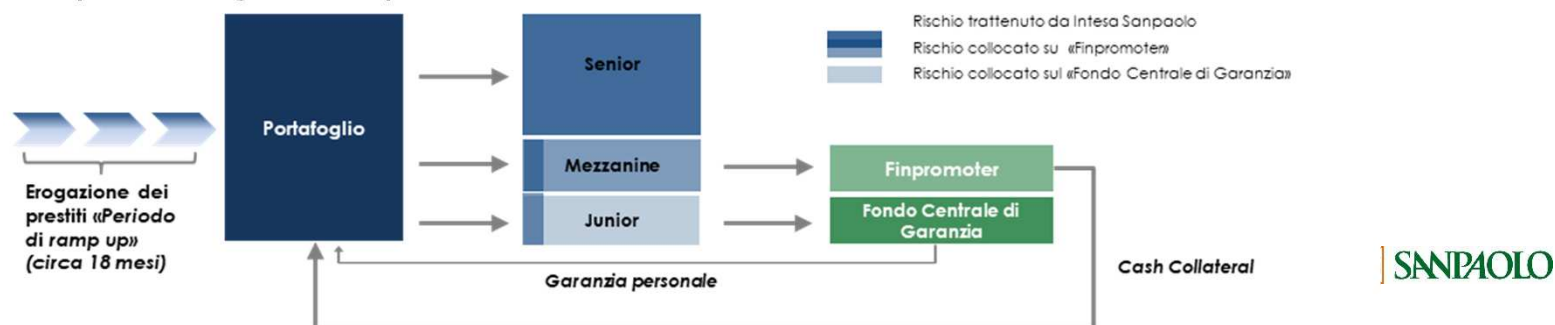 Rischio trattenuto da Intesa Sanpaolo
Rischio collocato su «Finpromoter»
Rischio collocato sul «Fondo Centrale di Garanzia»
Senior
Portafoglio
Mezzanine
Finpromoter
Erogazione dei
prestiti «Periodo
di ramp up»
(circa 18 mesi)
Junior
Fondo Centrale di
Garanzia
Garanzia personale
Cash Collateral
SANPAOLO